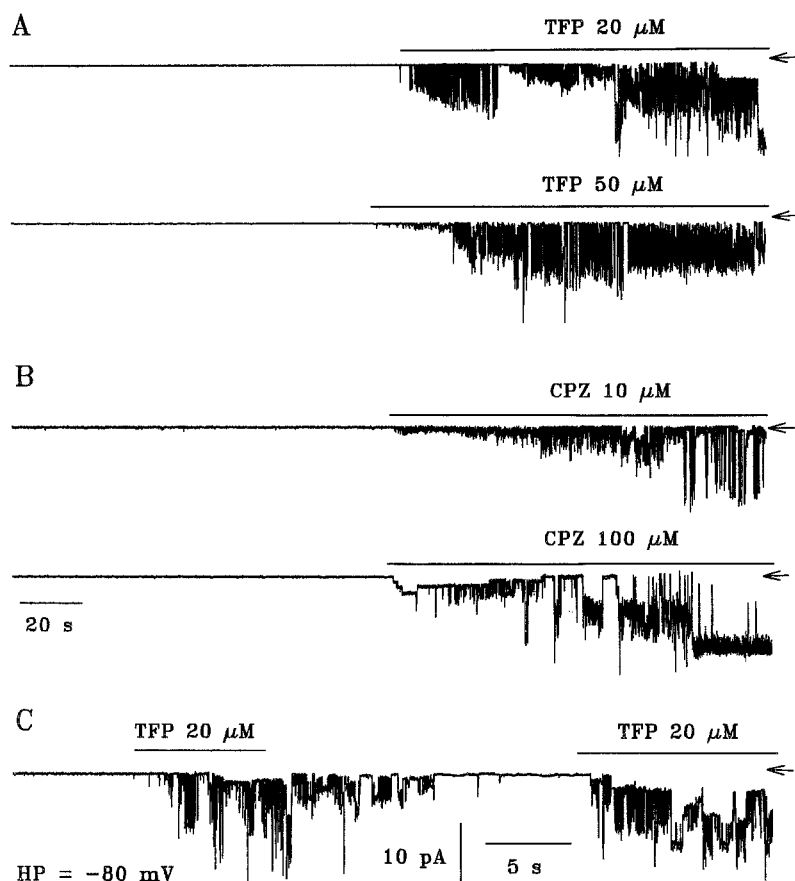 A
TFP 20 μM
TFP 50 μM
B
CPZ 10 μM
CPZ 100 μM
20 s
C
TFP 20 μM TFP 20 μM
10 pA
5 s
HP = -80 mV